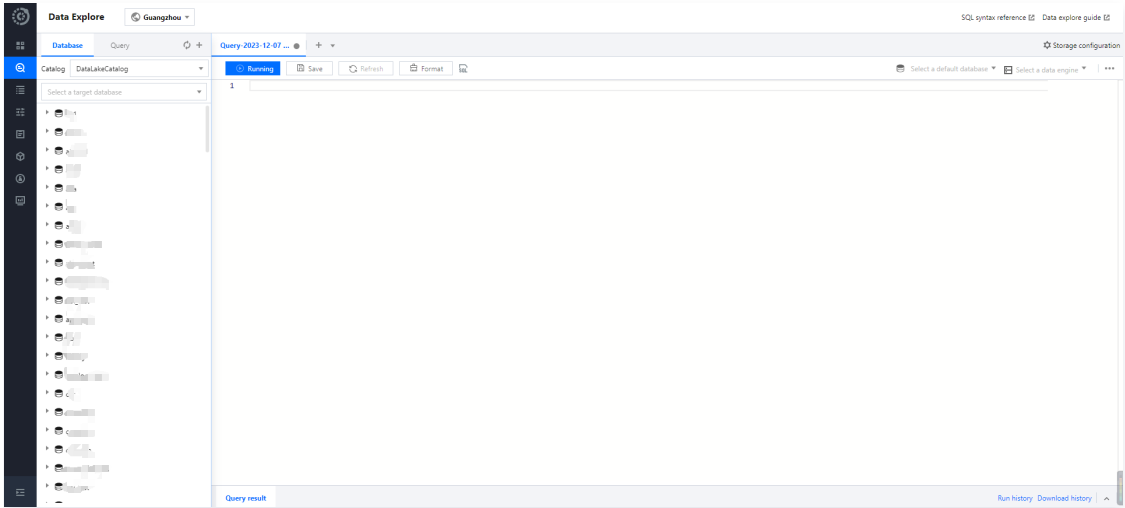 Data Explore Guangzhou SQL syntax reference Data explore guide
Database Query Query-2023-12-07 ... Storage configuration
Catalog DataLakeCatalog Running Save Refresh Format SQL Select a default database Select a data engine
Select a target database 1
Query result Run history Download history